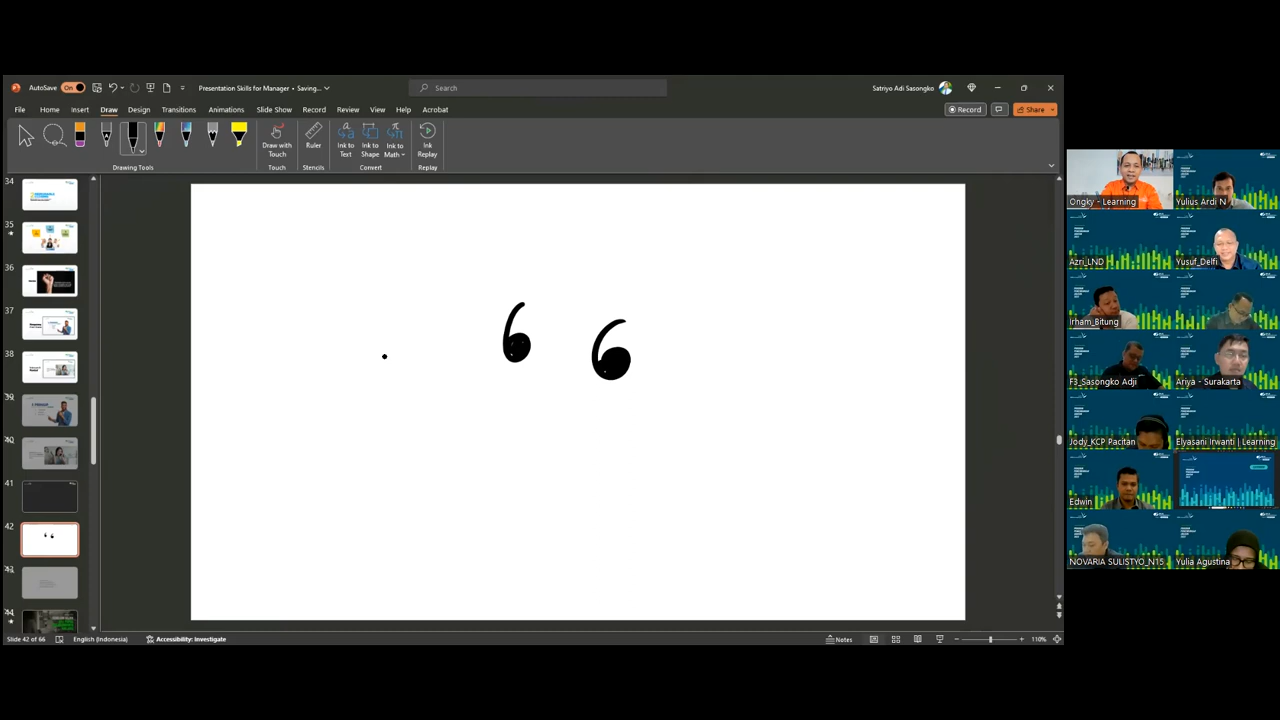 AutoSave On
Presentation Skills for Manager • Saving...
Search
Satriyo Adi Sasongko
File Home Insert Draw Design Transitions Animations Slide Show Record Review View Help Acrobat
Record
Share
Draw with Touch
Ruler
Ink to Text
Ink to Shape
Ink to Math
Ink Replay
Drawing Tools
Touch
Stencils
Convert
Replay
34
35
36
37
38
39
40
41
42
43
44
6 6
Slide 42 of 66
English (Indonesia)
Accessibility: Investigate
Notes
110%
Ongky - Learning
Yulius Ardi N
Azri_LND
Yusuf_Delfi
Irham_Bitung
F3_Sasongko Adji
Ariya - Surakarta
Jody_KCP Pacitan
Elyasani Irwanti | Learning
Edwin
NOVARIA SULISTYO_N15...
Yulia Agustina